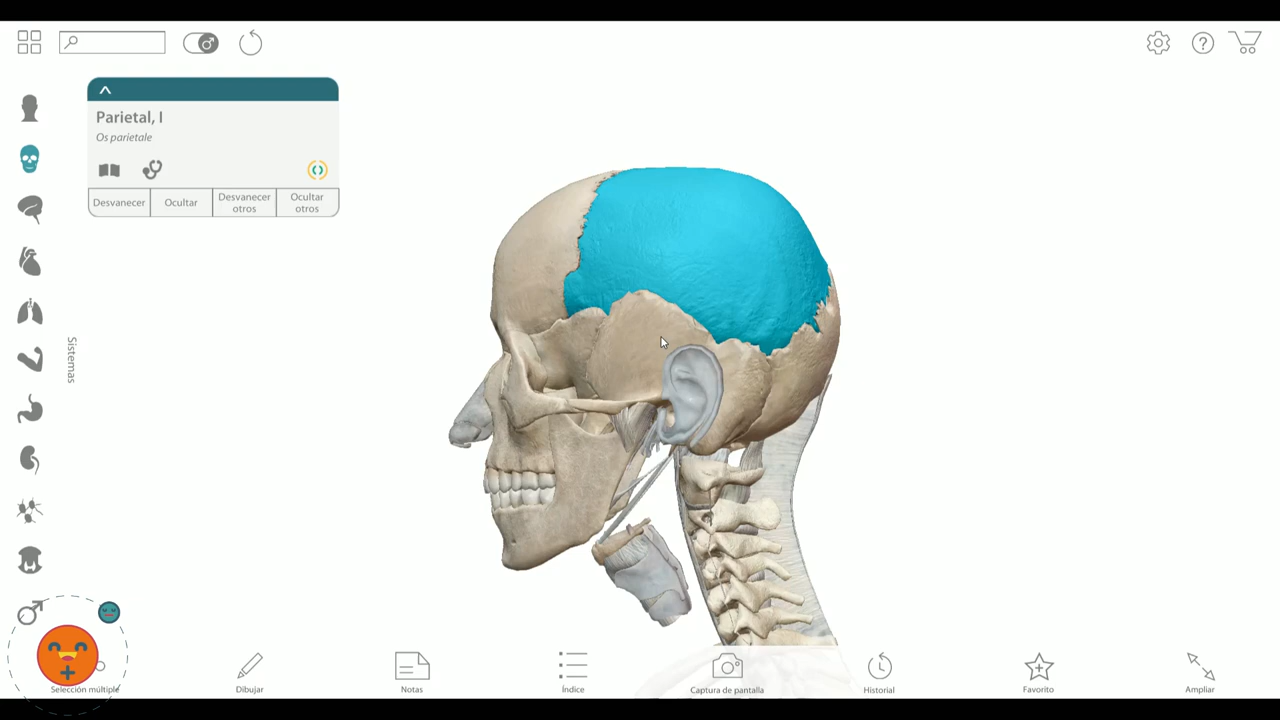 Parietal, I
Os parietale
Desvanecer
Ocultar
Desvanecer
otros
Ocultar
otros
Sistemas
Selección múltiple
Dibujar
Notas
Índice
Captura de pantalla
Historial
Favorito
Ampliar